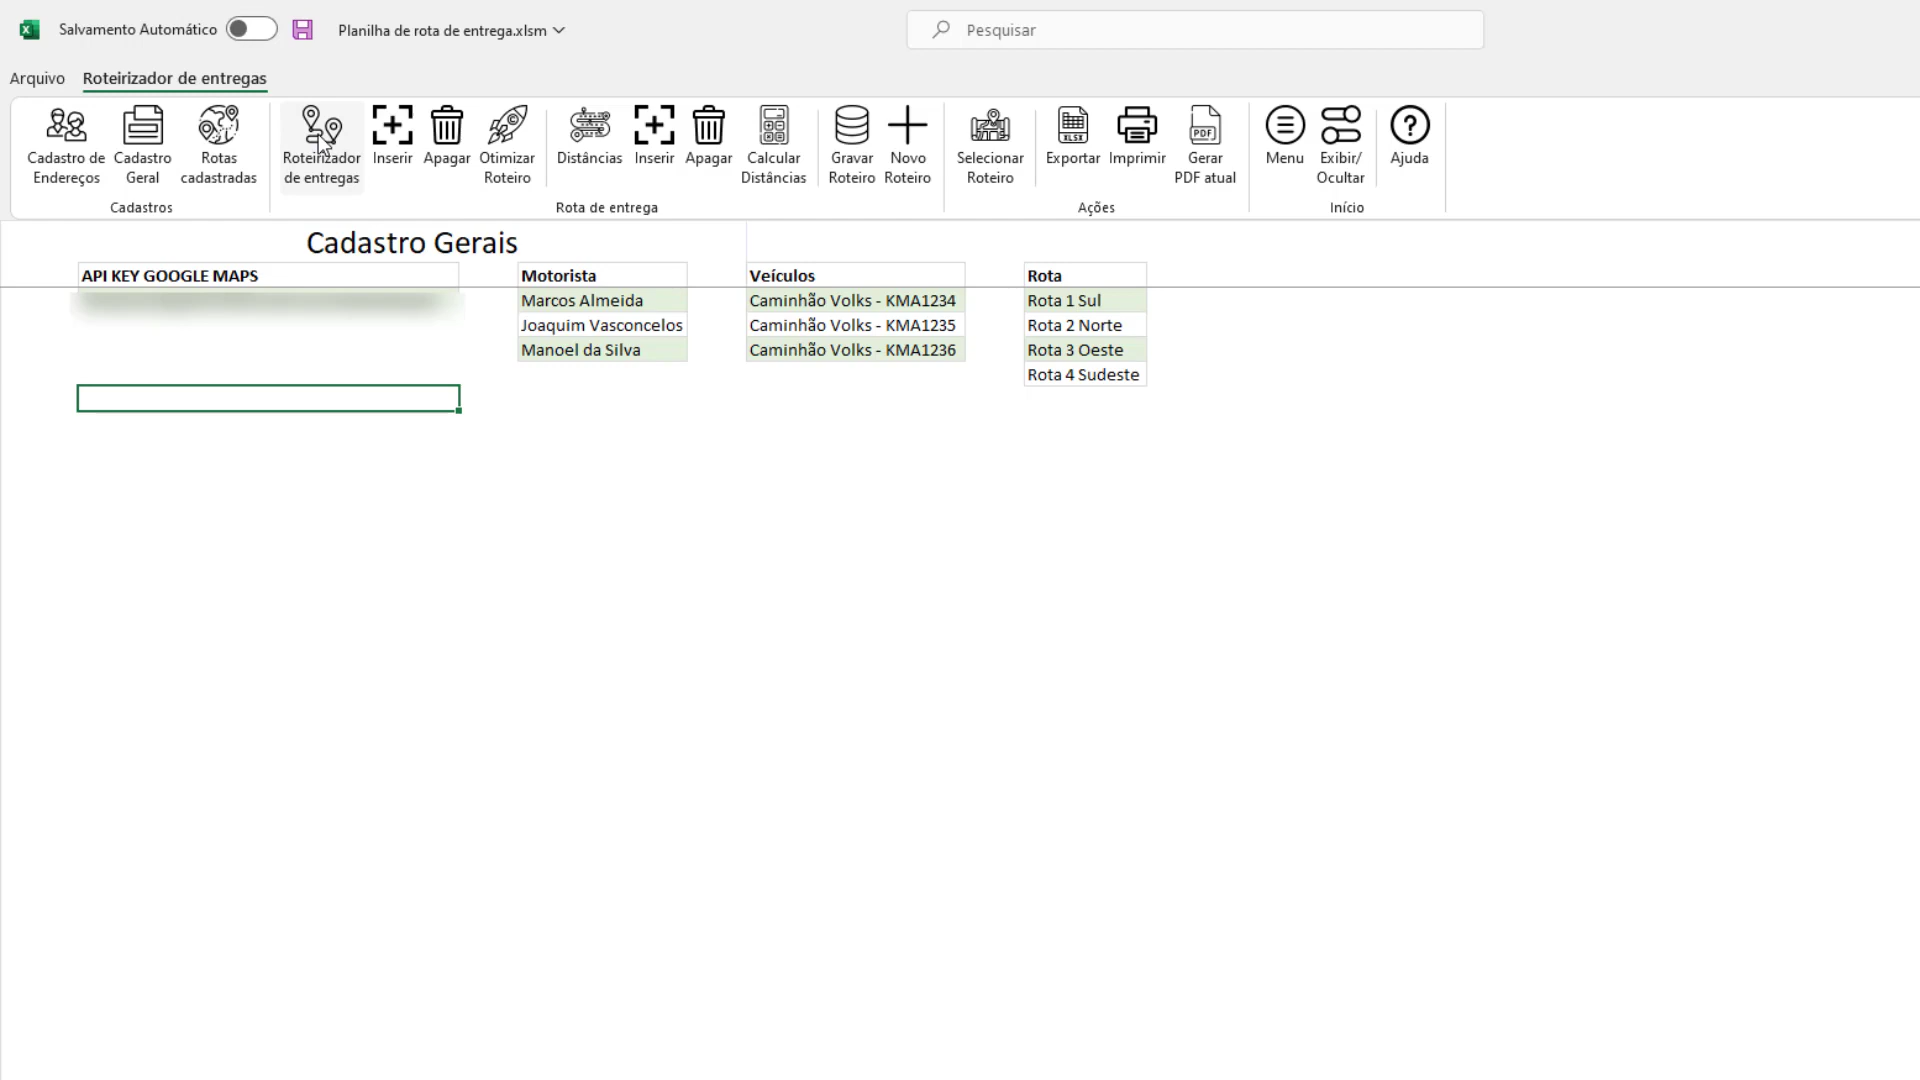 Salvamento Automático
Planilha de rota de entrega.xlsm
Pesquisar
Arquivo
Roteirizador de entregas
Cadastro de Endereços
Cadastro Geral
Rotas cadastradas
Cadastros
Roteirizador de entregas
Inserir
Apagar
Otimizar Roteiro
Distâncias
Inserir
Apagar
Calcular Distâncias
Gravar Roteiro
Novo Roteiro
Rota de entrega
Selecionar Roteiro
XLSX
Exportar
Imprimir
PDF
Gerar PDF atual
Ações
Menu
Exibir/ Ocultar
Início
Ajuda
Cadastro Gerais
API KEY GOOGLE MAPS
Motorista
Marcos Almeida
Joaquim Vasconcelos
Manoel da Silva
Veículos
Caminhão Volks - KMA1234
Caminhão Volks - KMA1235
Caminhão Volks - KMA1236
Rota
Rota 1 Sul
Rota 2 Norte
Rota 3 Oeste
Rota 4 Sudeste